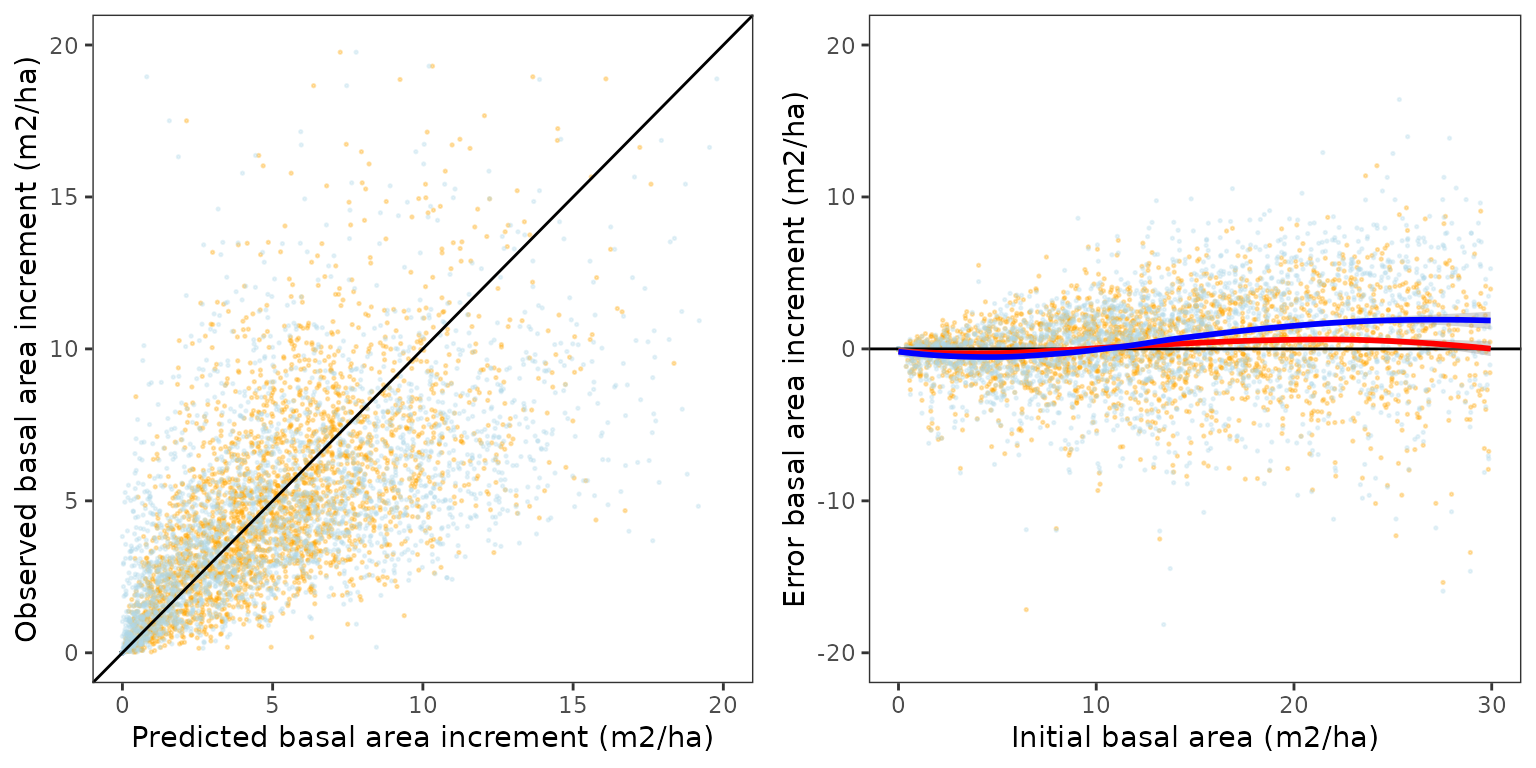 Observed basal area increment (m2/ha)
20
15
10
5
0
0 5 10 15 20
Predicted basal area increment (m2/ha)
Error basal area increment (m2/ha)
20
10
0
-10
-20
0 10 20 30
Initial basal area (m2/ha)